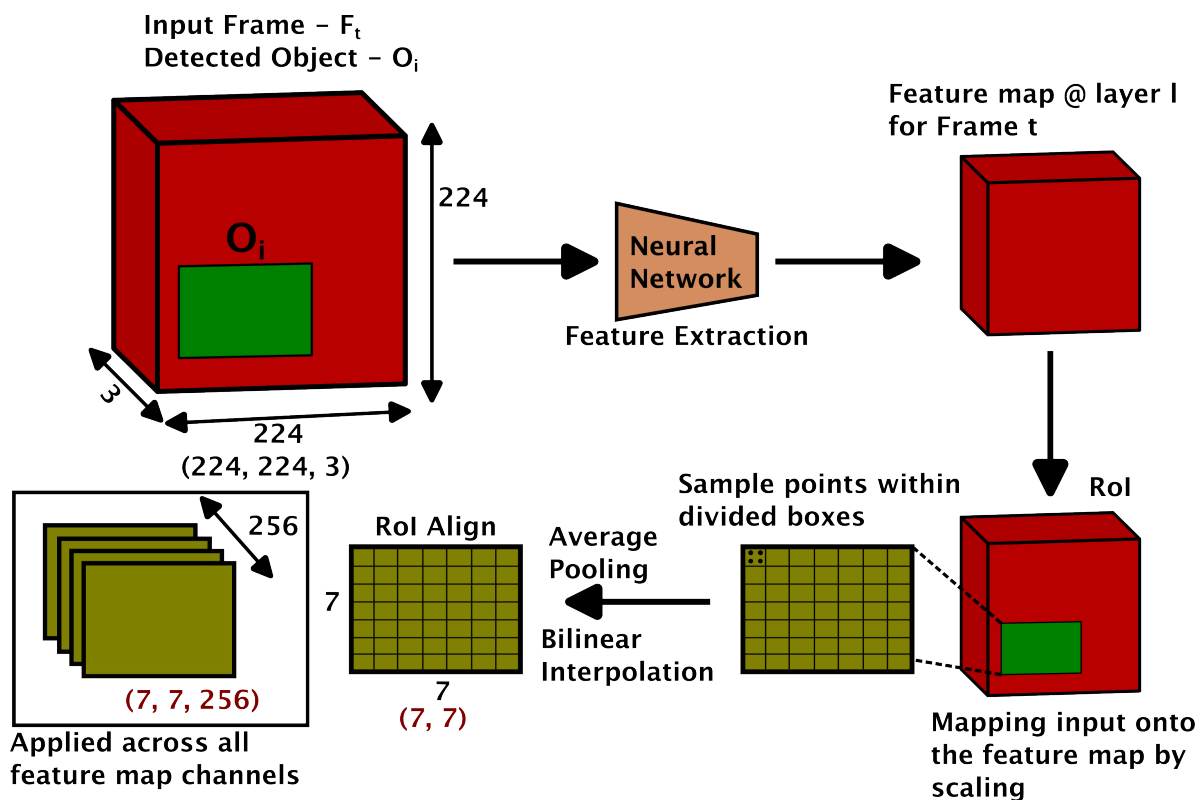 Input Frame – Ft
Detected Object – Oi
224
Oi
3
224
(224, 224, 3)
Neural
Network
Feature Extraction
Feature map @ layer l
for Frame t
RoI
Mapping input onto
the feature map by
scaling
Sample points within
divided boxes
Average
Pooling
Bilinear
Interpolation
RoI Align
7
7
(7, 7)
256
(7, 7, 256)
Applied across all
feature map channels